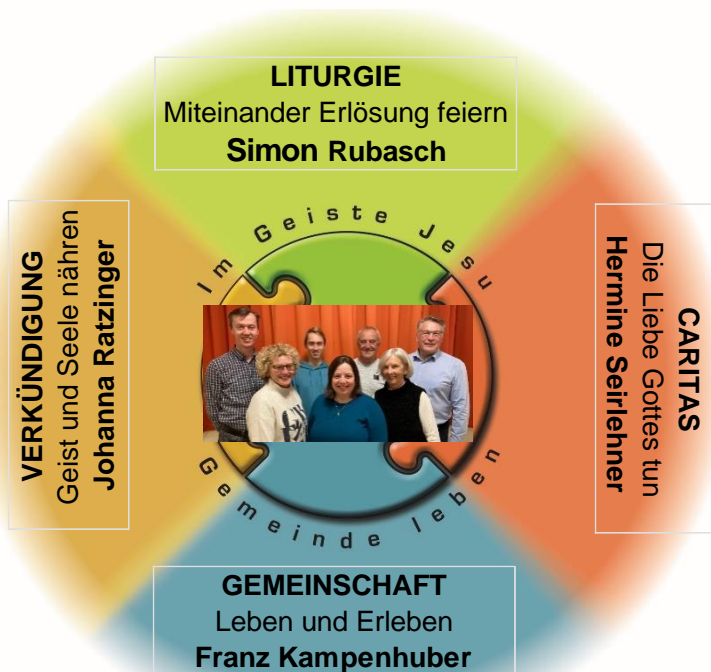 LITURGIE
Miteinander Erlösung feiern
Simon Rubasch
VERKÜNDIGUNG
Geist und Seele nähren
Johanna Ratzinger
Im Geiste Jesu
Gemeinde leben
CARITAS
Die Liebe Gottes tun
Hermine Seirlehner
GEMEINSCHAFT
Leben und Erleben
Franz Kampenhuber